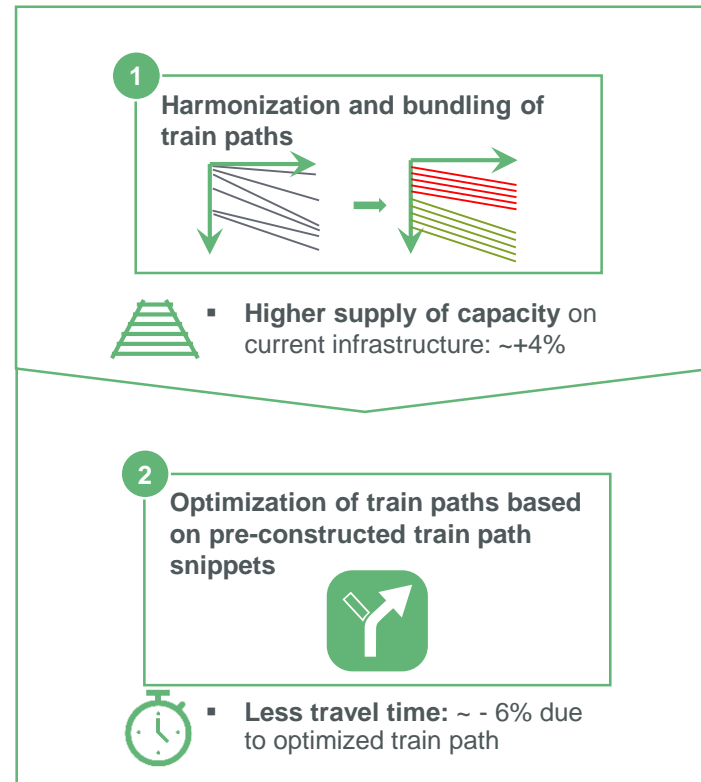 1
Harmonization and bundling of
train paths
▪ Higher supply of capacity on
current infrastructure: ~+4%
2
Optimization of train paths based
on pre-constructed train path
snippets
▪ Less travel time: ~ - 6% due
to optimized train path